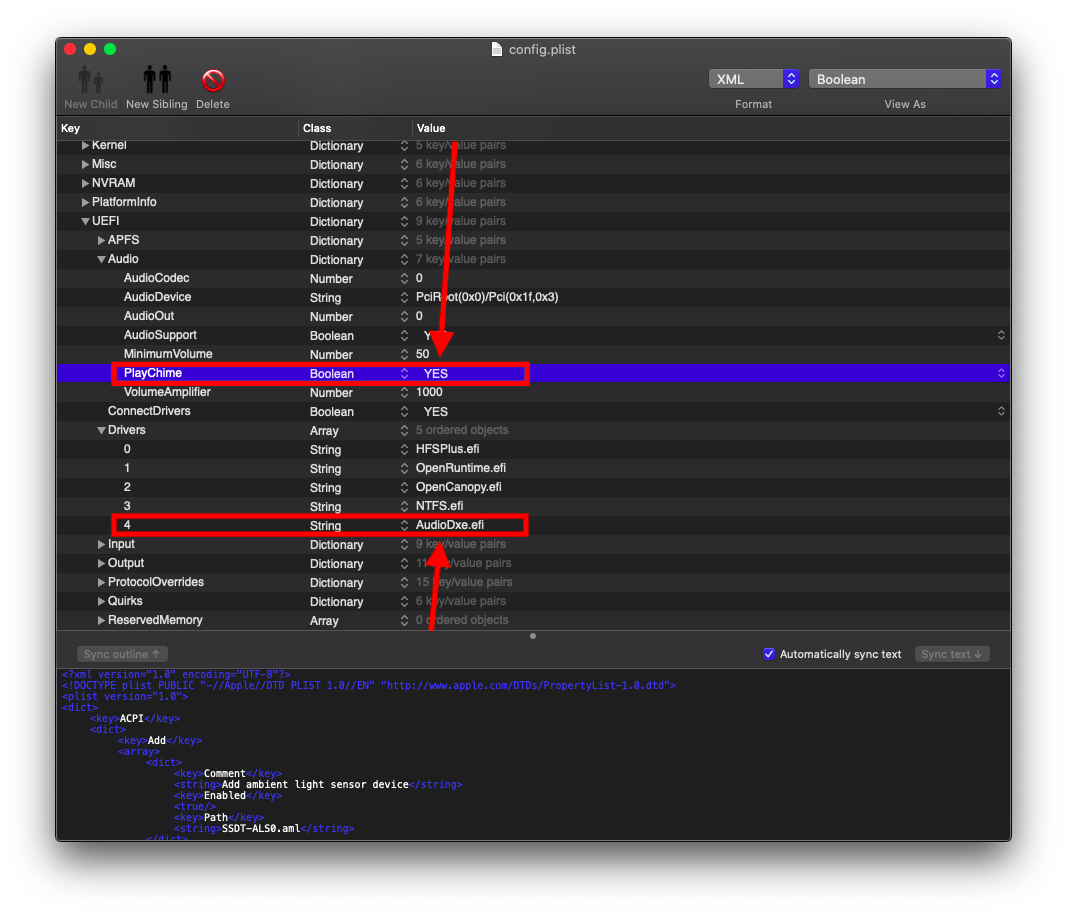 config.plist
New Child New Sibling Delete
XML Boolean
Format View As
Key Class Value
Kernel Dictionary 5 key/value pairs
Misc Dictionary 6 key/value pairs
NVRAM Dictionary 6 key/value pairs
PlatformInfo Dictionary 6 key/value pairs
UEFI Dictionary 9 key/value pairs
APFS Dictionary 5 key/value pairs
Audio Dictionary 7 key/value pairs
AudioCodec Number 0
AudioDevice String PciRoot(0x0)/Pci(0x1f,0x3)
AudioOut Number 0
AudioSupport Boolean YES
MinimumVolume Number 50
PlayChime Boolean YES
VolumeAmplifier Number 1000
ConnectDrivers Boolean YES
Drivers Array 5 ordered objects
0 String HFSPlus.efi
1 String OpenRuntime.efi
2 String OpenCanopy.efi
3 String NTFS.efi
4 String AudioDxe.efi
Input Dictionary 9 key/value pairs
Output Dictionary key/value pairs
ProtocolOverrides Dictionary 15 key/value pairs
Quirks Dictionary 6 key/value pairs
ReservedMemory Array 0 ordered objects
Sync outline ↑ Automatically sync text Sync text ↓
<?xml version="1.0" encoding="UTF-8"?>
<!DOCTYPE plist PUBLIC "-//Apple//DTD PLIST 1.0//EN" "http://www.apple.com/DTDs/PropertyList-1.0.dtd">
<plist version="1.0">
<dict>
<key>ACPI</key>
<dict>
<key>Add</key>
<array>
<dict>
<key>Comment</key>
<string>Add ambient light sensor device</string>
<key>Enabled</key>
<true/>
<key>Path</key>
<string>SSDT-ALS0.aml</string>
</dict>